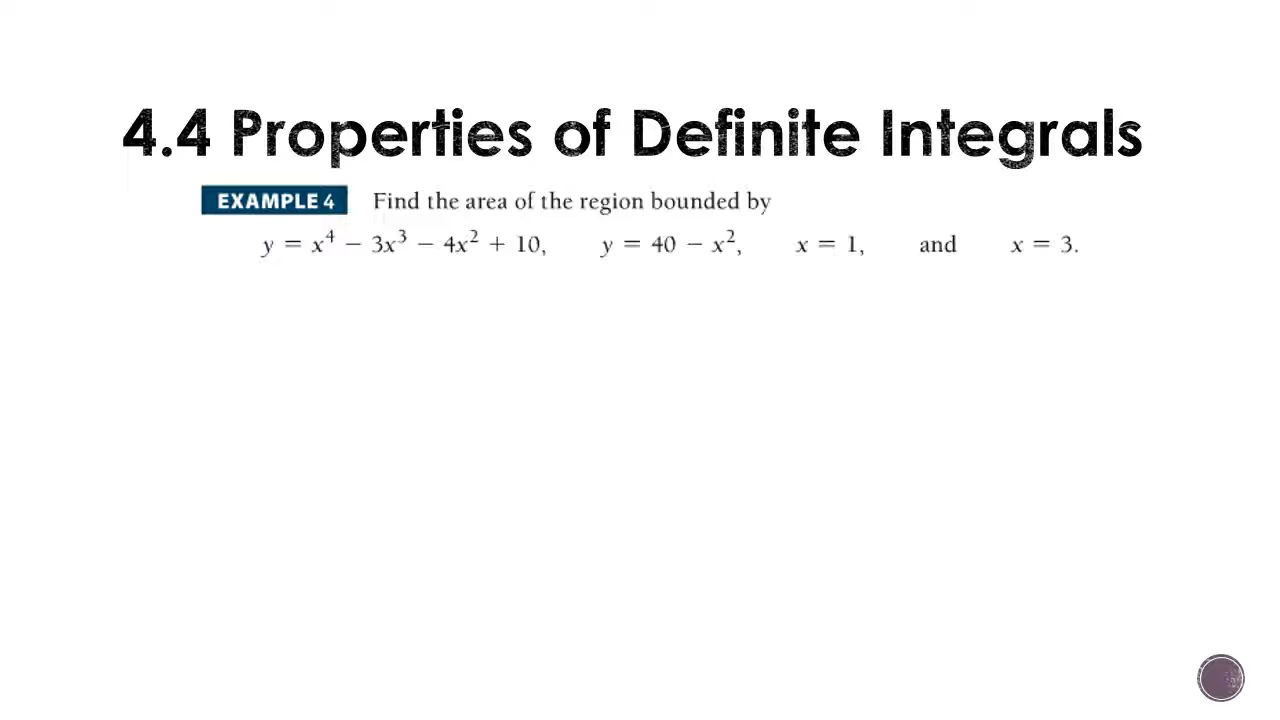 4.4 Properties of Definite Integrals
EXAMPLE 4 Find the area of the region bounded by
y = x⁴ − 3x³ − 4x² + 10, y = 40 − x², x = 1, and x = 3.